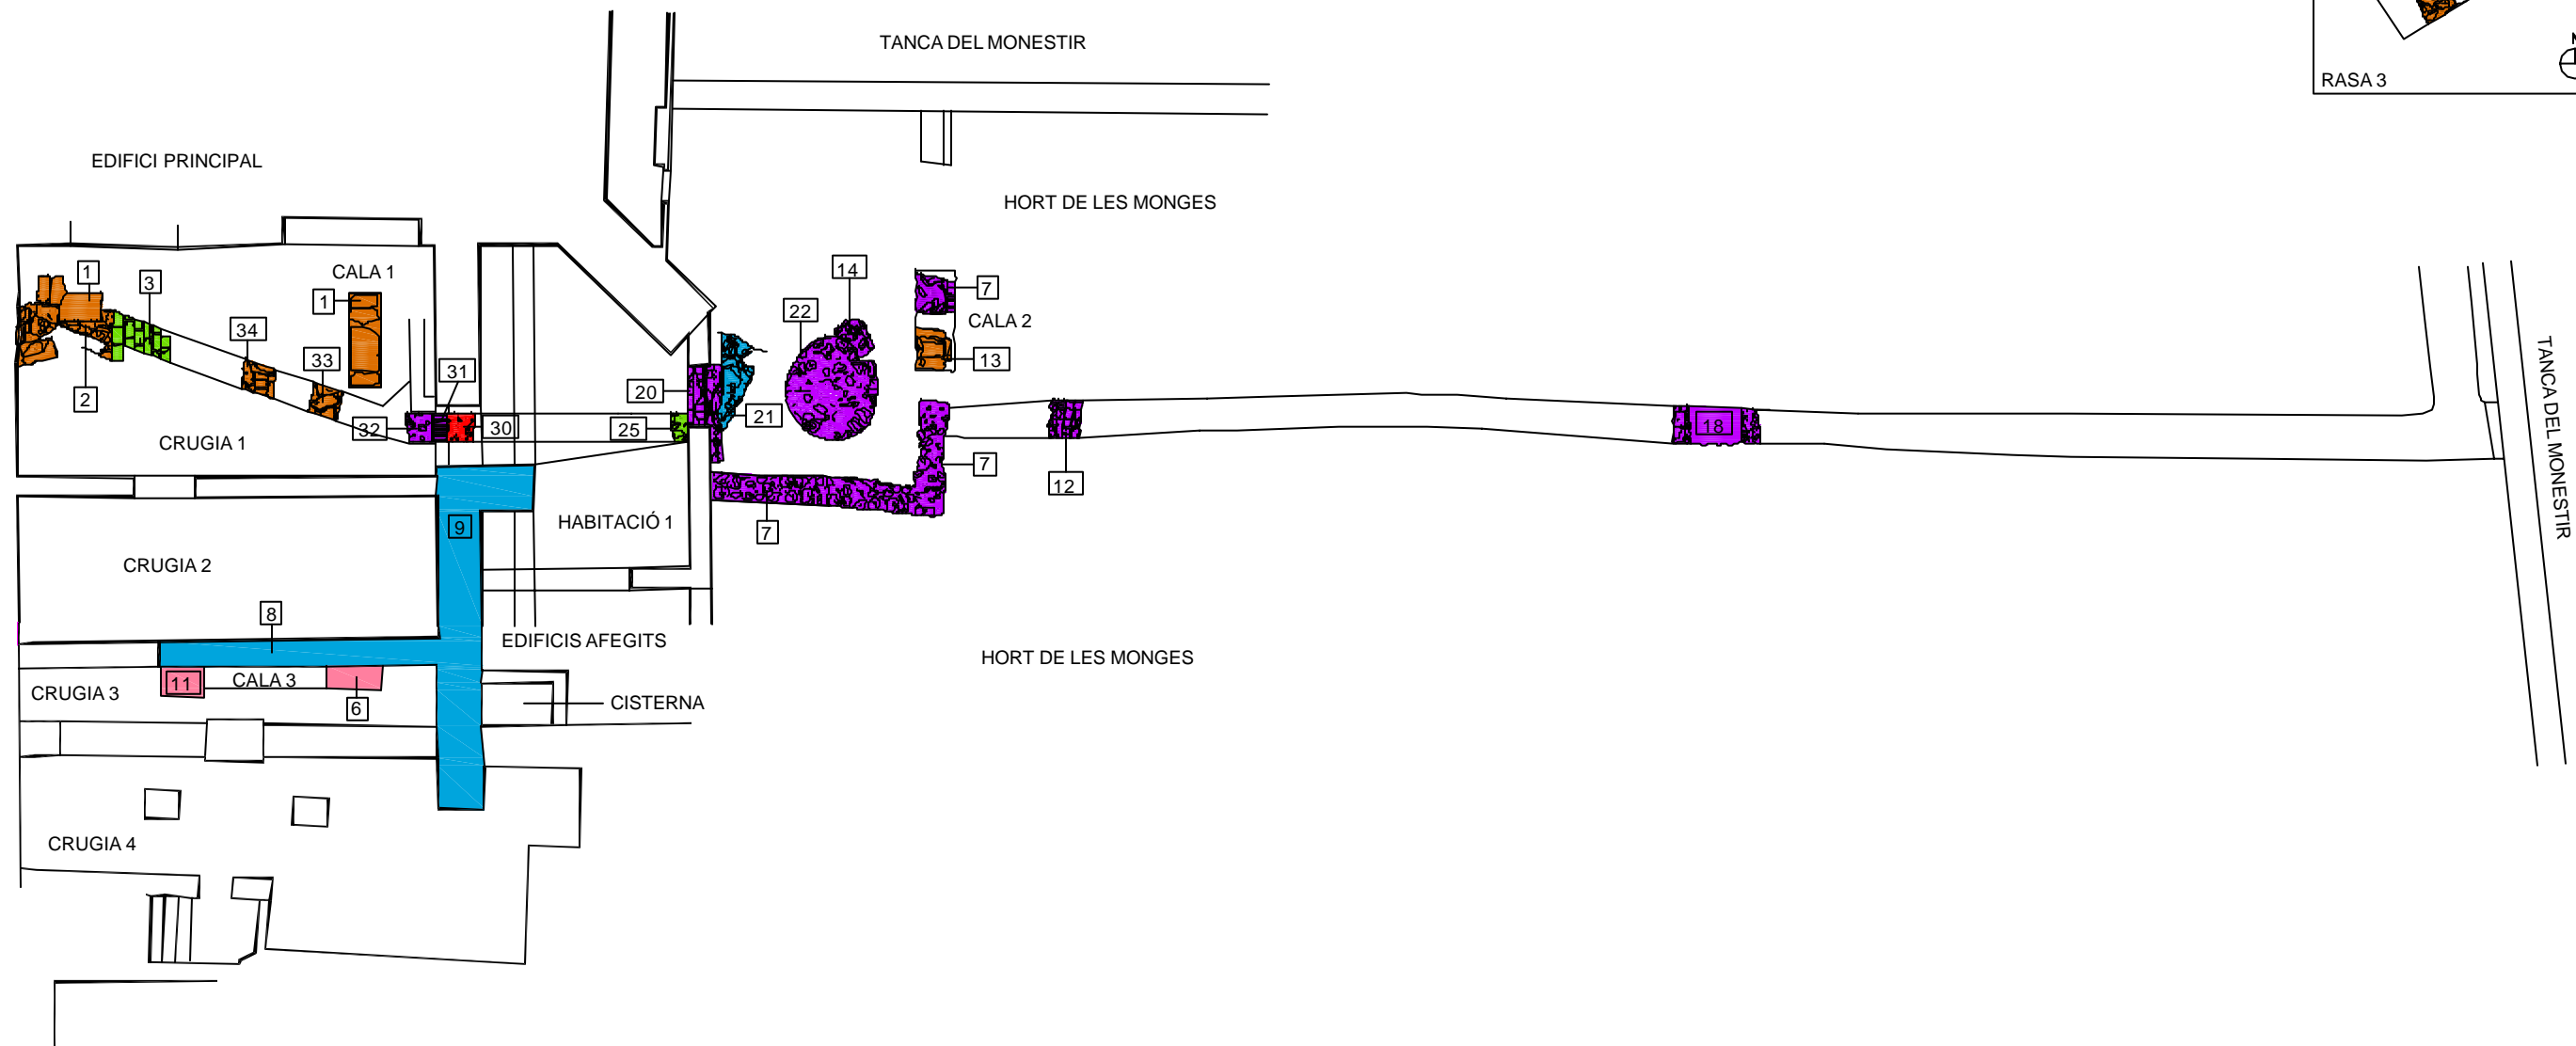 TANCA DEL MONESTIR
RASA 3
EDIFICI PRINCIPAL
HORT DE LES MONGES
1
3
CALA 1
1
14
22
7
CALA 2
34
33
31
13
2
20
21
32
30
25
18
CRUGIA 1
7
12
TANCA DEL MONESTIR
9
HABITACIÓ 1
7
CRUGIA 2
8
EDIFICIS AFEGITS
HORT DE LES MONGES
11
CALA 3
CRUGIA 3
6
CISTERNA
CRUGIA 4